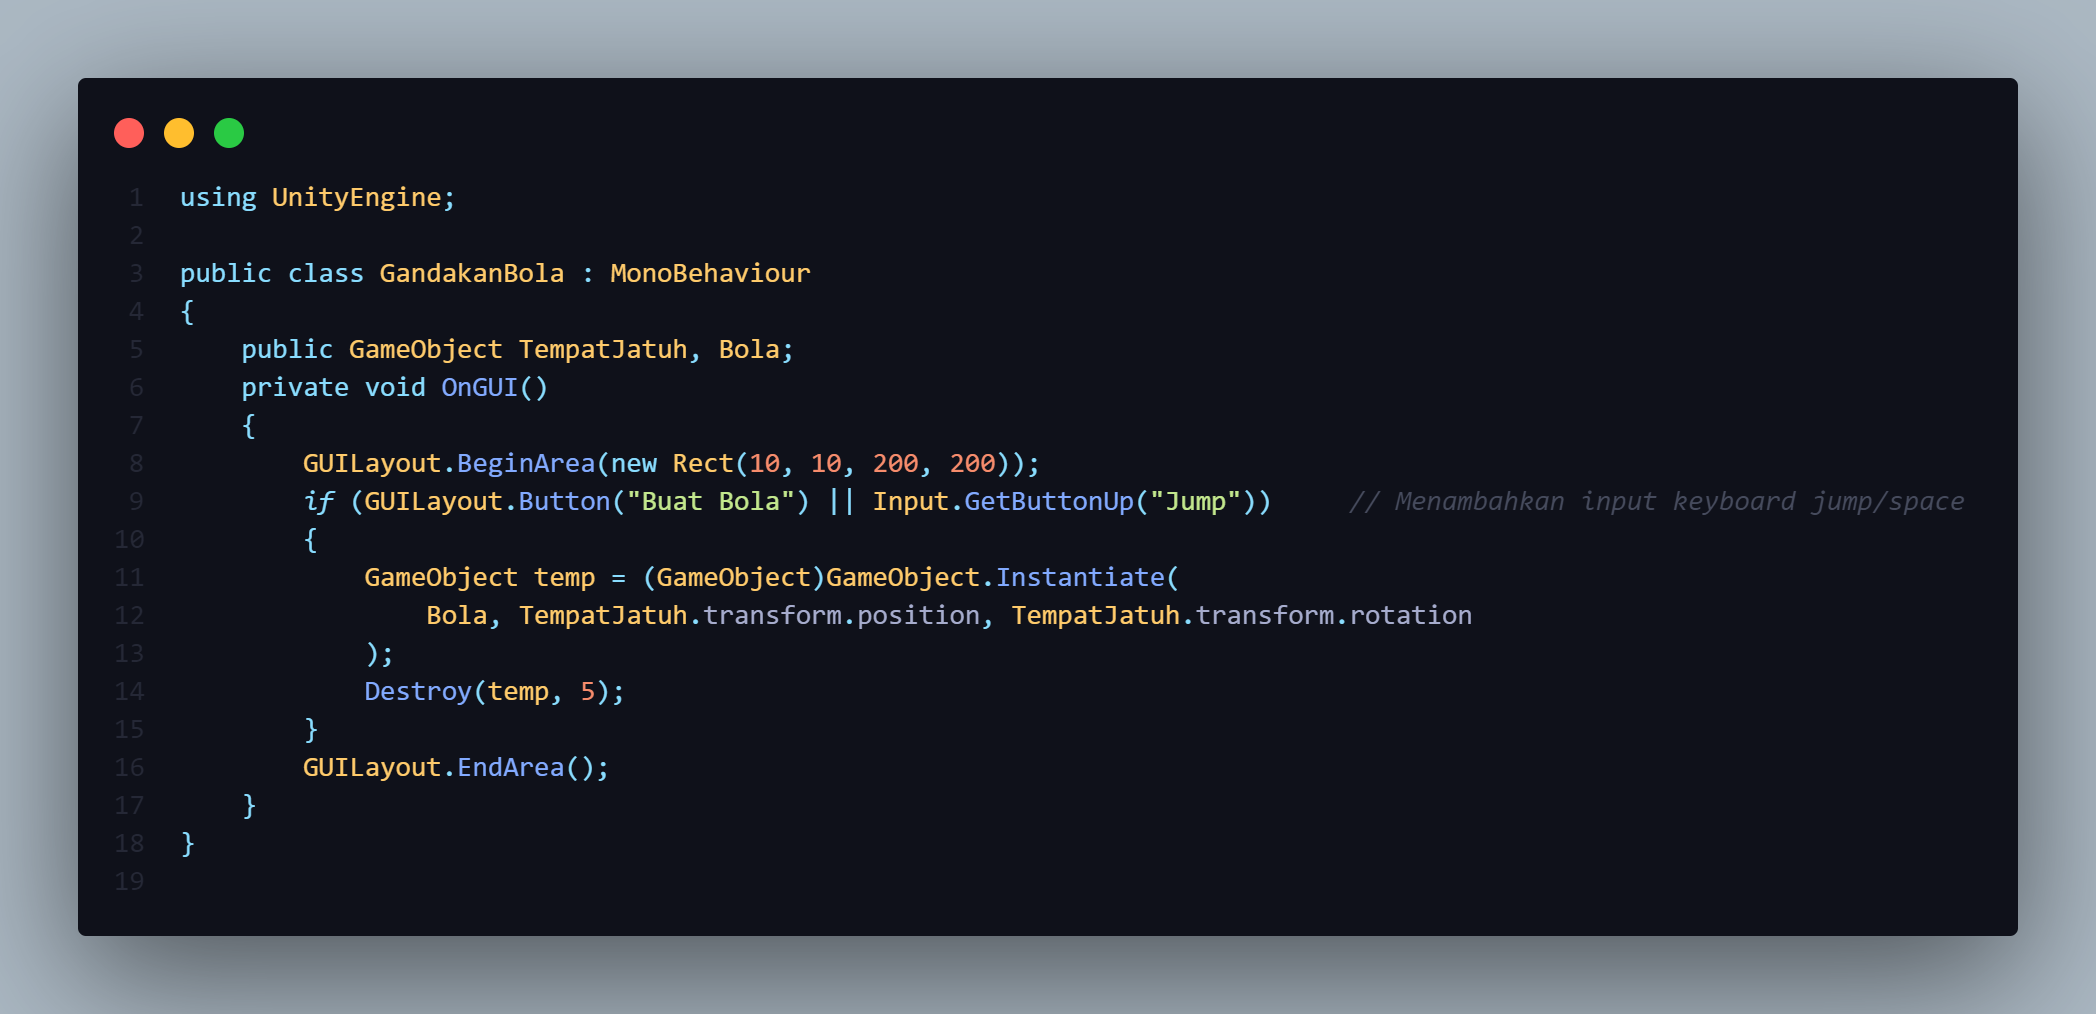 1 using UnityEngine;
2
3 public class GandakanBola : MonoBehaviour
4 {
5     public GameObject TempatJatuh, Bola;
6     private void OnGUI()
7     {
8         GUILayout.BeginArea(new Rect(10, 10, 200, 200));
9         if (GUILayout.Button("Buat Bola") || Input.GetButtonUp("Jump"))     // Menambahkan input keyboard jump/space
10         {
11             GameObject temp = (GameObject)GameObject.Instantiate(
12                 Bola, TempatJatuh.transform.position, TempatJatuh.transform.rotation
13             );
14             Destroy(temp, 5);
15         }
16         GUILayout.EndArea();
17     }
18 }
19